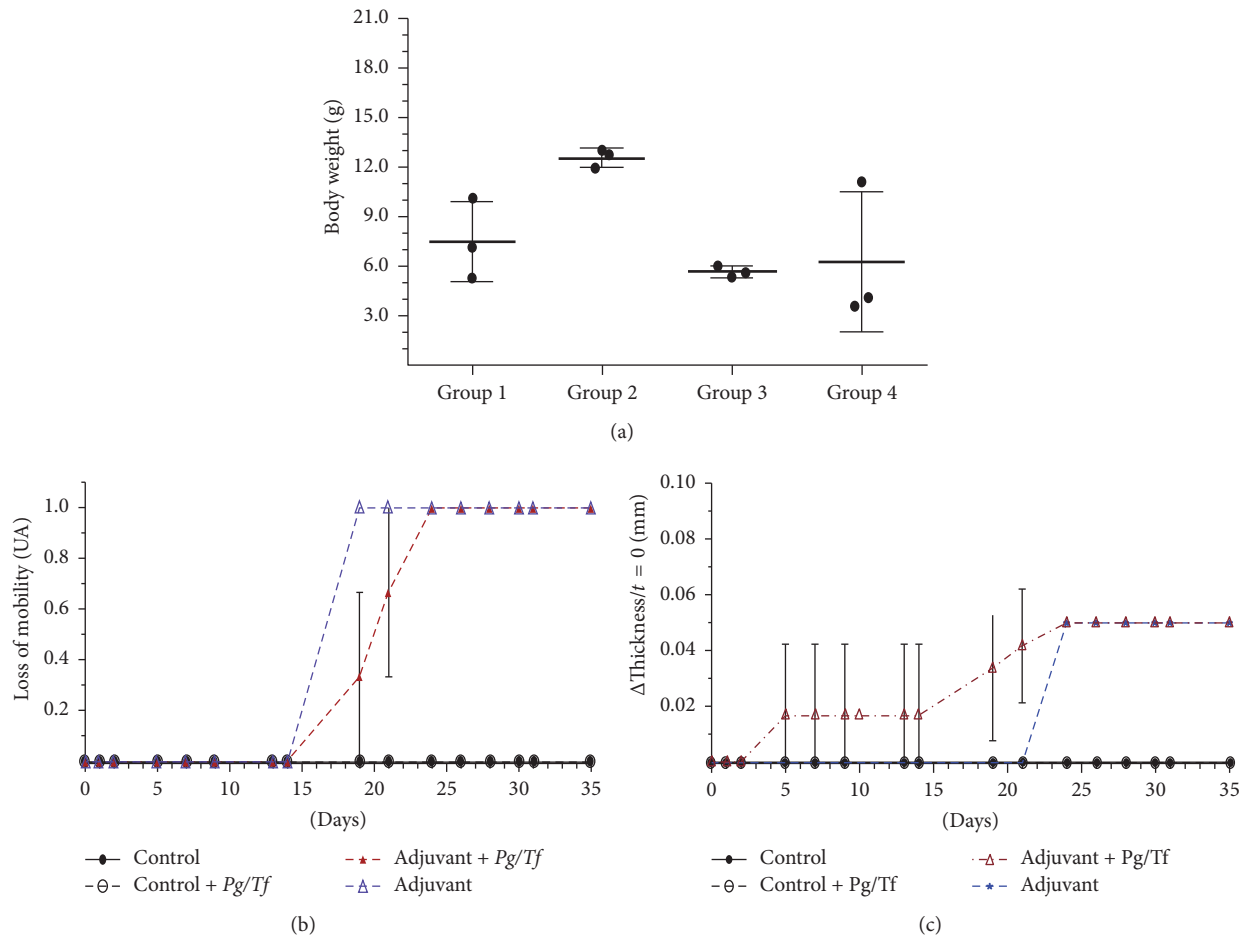 21.0
18.0
15.0
12.0
9.0
6.0
3.0
Body weight (g)
Group 1 Group 2 Group 3 Group 4
(a)
1.0
0.8
0.6
0.4
0.2
Loss of mobility (UA)
0 5 10 15 20 25 30 35
(Days)
Control
Control + Pg/Tf
Adjuvant + Pg/Tf
Adjuvant
(b)
0.10
0.08
0.06
0.04
0.02
ΔThickness/t = 0 (mm)
0 5 10 15 20 25 30 35
(Days)
Control
Control + Pg/Tf
Adjuvant + Pg/Tf
Adjuvant
(c)